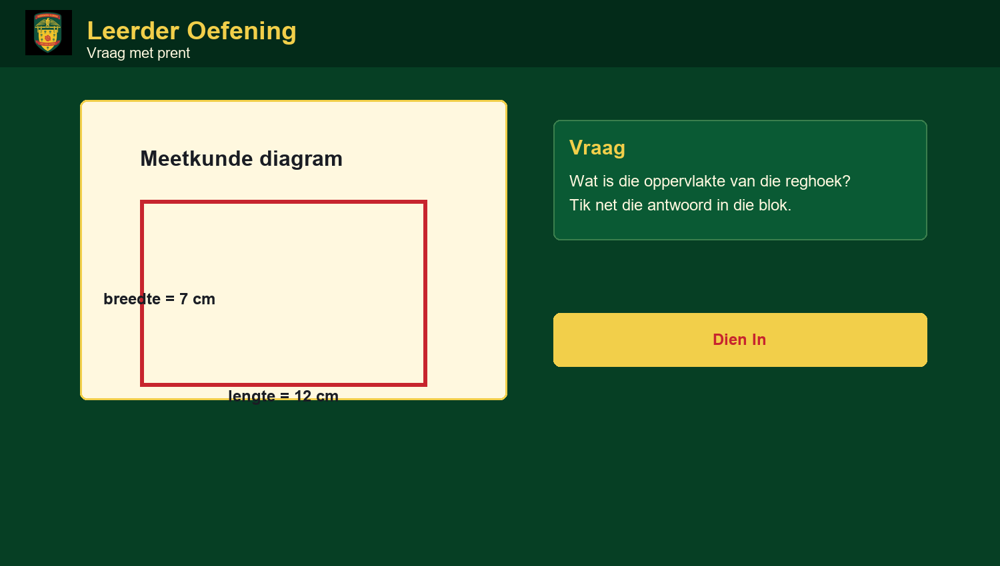 Leerder Oefening
Vraag met prent
Meetkunde diagram
breedte = 7 cm
lengte = 12 cm
Vraag
Wat is die oppervlakte van die reghoek?
Tik net die antwoord in die blok.
Dien In